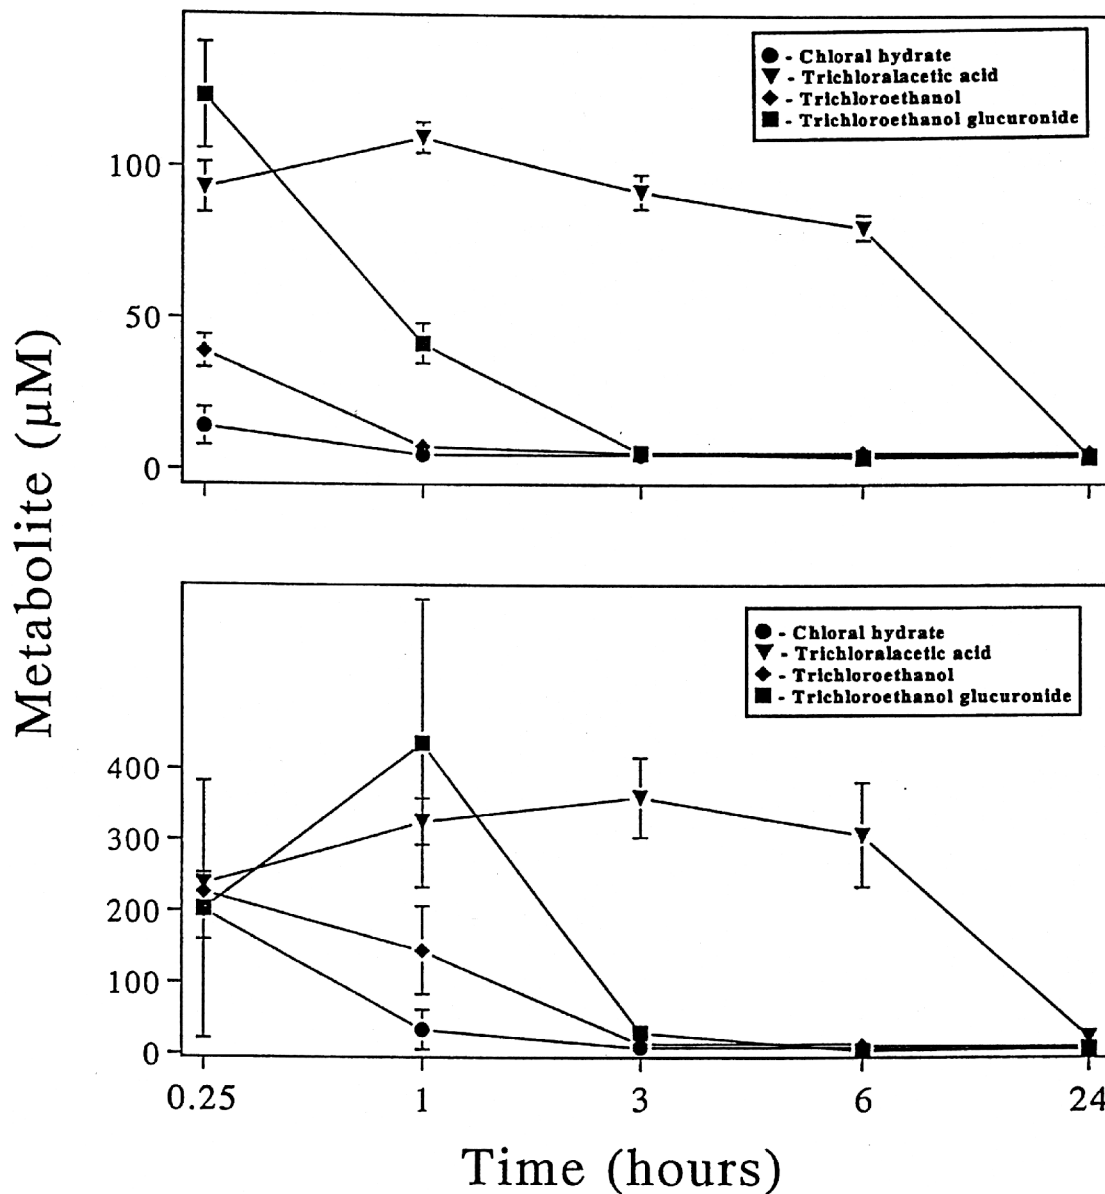 Metabolite (µM)
● - Chloral hydrate
▼ - Trichloralacetic acid
◆ - Trichloroethanol
■ - Trichloroethanol glucuronide
100
50
0
● - Chloral hydrate
▼ - Trichloralacetic acid
◆ - Trichloroethanol
■ - Trichloroethanol glucuronide
400
300
200
100
0
0.25 1 3 6 24
Time (hours)